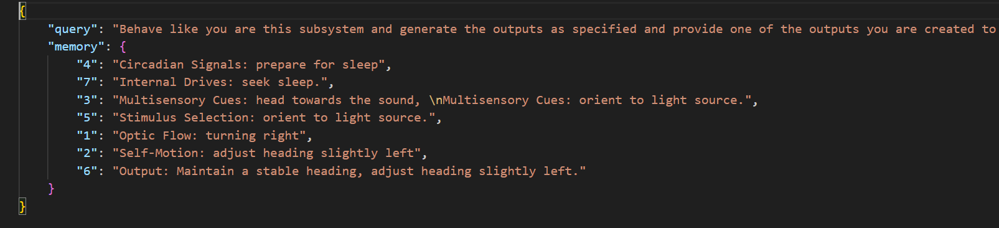 {
"query": "Behave like you are this subsystem and generate the outputs as specified and provide one of the outputs you are created to
"memory": {
"4": "Circadian Signals: prepare for sleep",
"7": "Internal Drives: seek sleep.",
"3": "Multisensory Cues: head towards the sound, \nMultisensory Cues: orient to light source.",
"5": "Stimulus Selection: orient to light source.",
"1": "Optic Flow: turning right",
"2": "Self-Motion: adjust heading slightly left",
"6": "Output: Maintain a stable heading, adjust heading slightly left."
}
}